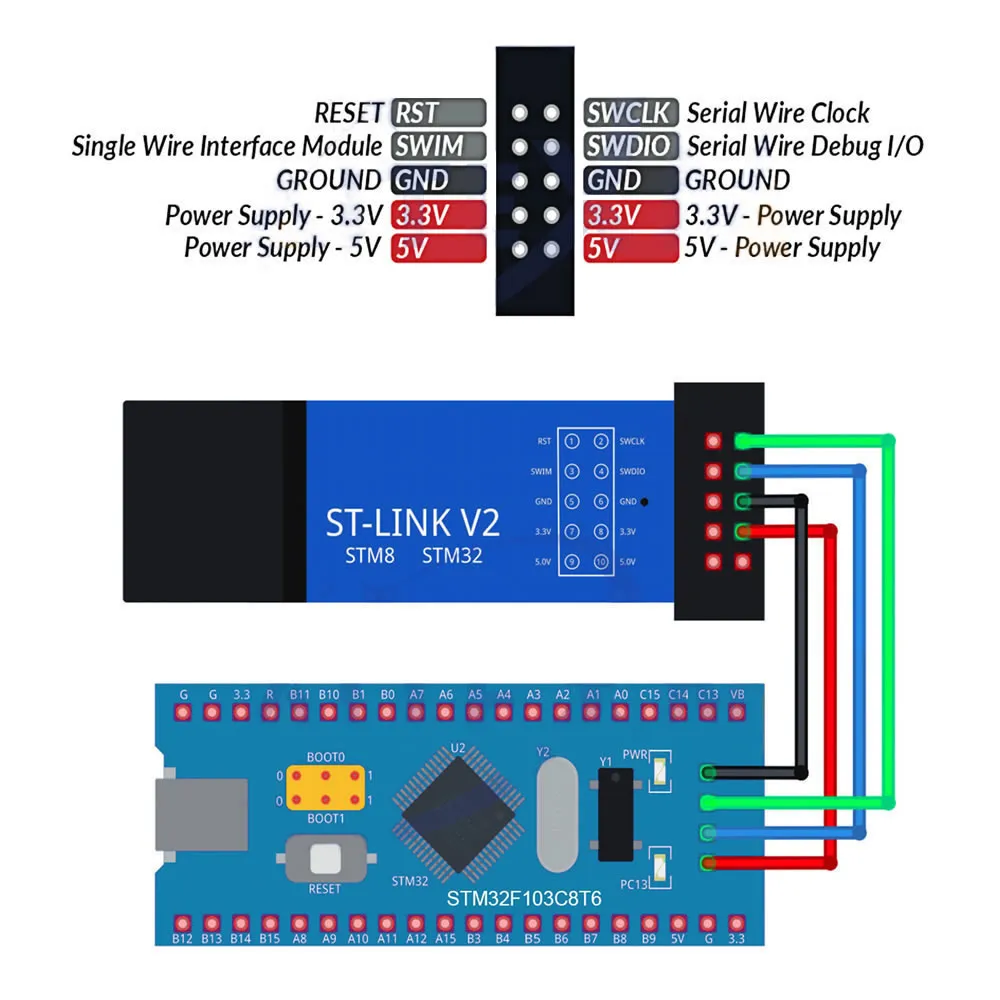 RESET RST SWCLK Serial Wire Clock
Single Wire Interface Module SWIM SWDIO Serial Wire Debug I/O
GROUND GND GND GROUND
Power Supply - 3.3V 3.3V 3.3V 3.3V - Power Supply
Power Supply - 5V 5V 5V 5V - Power Supply
RST 1 2 SWCLK
SWIM 3 4 SWDIO
GND 5 6 GND
3.3V 7 8 3.3V
5.0V 9 10 5.0V
ST-LINK V2
STM8 STM32
G G 3.3 R B11 B10 B1 B0 A7 A6 A5 A4 A3 A2 A1 A0 C15 C14 C13 VB
BOOT0
0 1
0 1
BOOT1
RESET
U2
STM32
Y2
Y1
PWR
PC13
STM32F103C8T6
B12 B13 B14 B15 A8 A9 A10 A11 A12 A15 B3 B4 B5 B6 B7 B8 B9 5V G 3.3